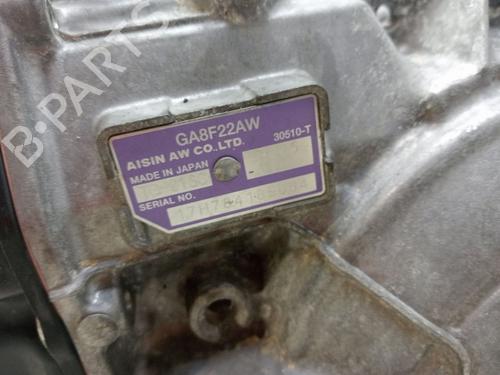 B-PARTS
GA8F22AW
AISIN AW CO., LTD. 30510-T
MADE IN JAPAN
SERIAL NO.